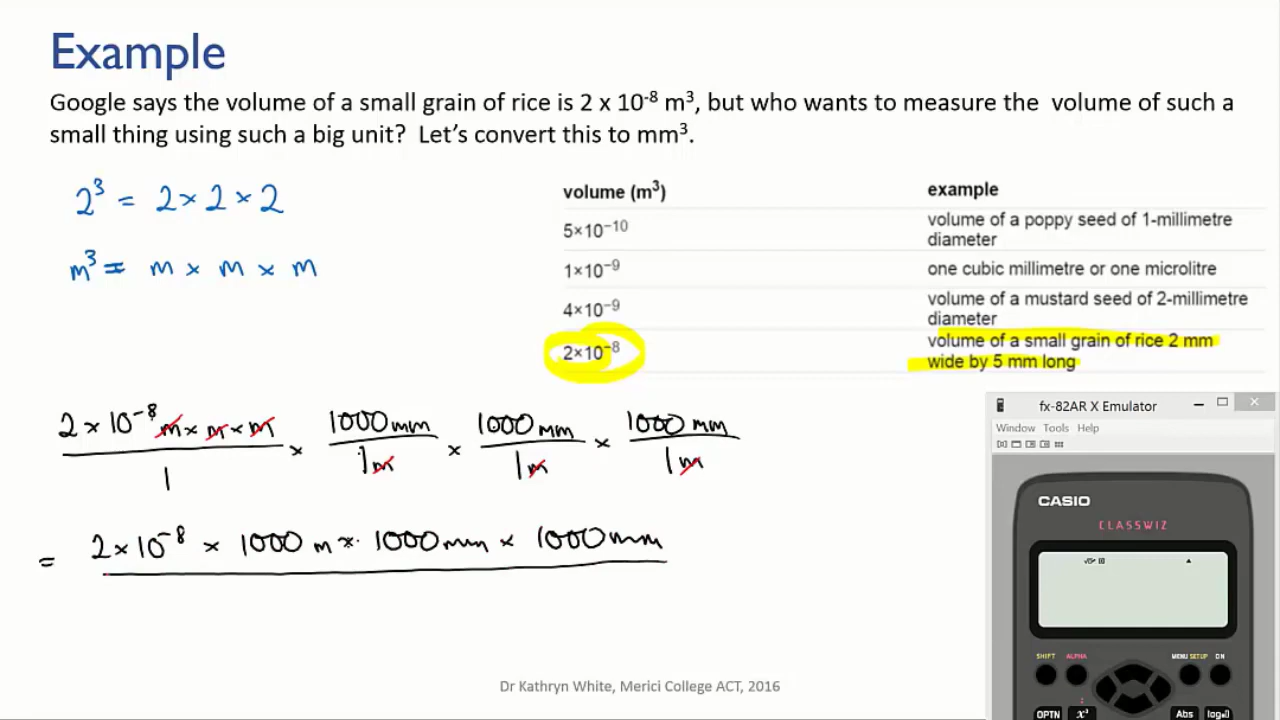 Example
Google says the volume of a small grain of rice is 2 x 10⁻⁸ m³, but who wants to measure the volume of such a
small thing using such a big unit? Let's convert this to mm³.
2³ = 2 × 2 × 2
m³ = m × m × m
volume (m³) example
5×10⁻¹⁰ volume of a poppy seed of 1-millimetre
diameter
1×10⁻⁹ one cubic millimetre or one microlitre
4×10⁻⁹ volume of a mustard seed of 2-millimetre
diameter
2×10⁻⁸ volume of a small grain of rice 2 mm
wide by 5 mm long
2 × 10⁻⁸ m × m × m × 1000 mm × 1000 mm × 1000 mm
1 1m 1m 1m
= 2 × 10⁻⁸ × 1000 m × 1000 mm × 1000 mm
fx-82AR X Emulator
Window Tools Help
CASIO
CLASSWIZ
SHIFT ALPHA MENU SETUP ON
OPTN x³ Abs log
Dr Kathryn White, Merici College ACT, 2016